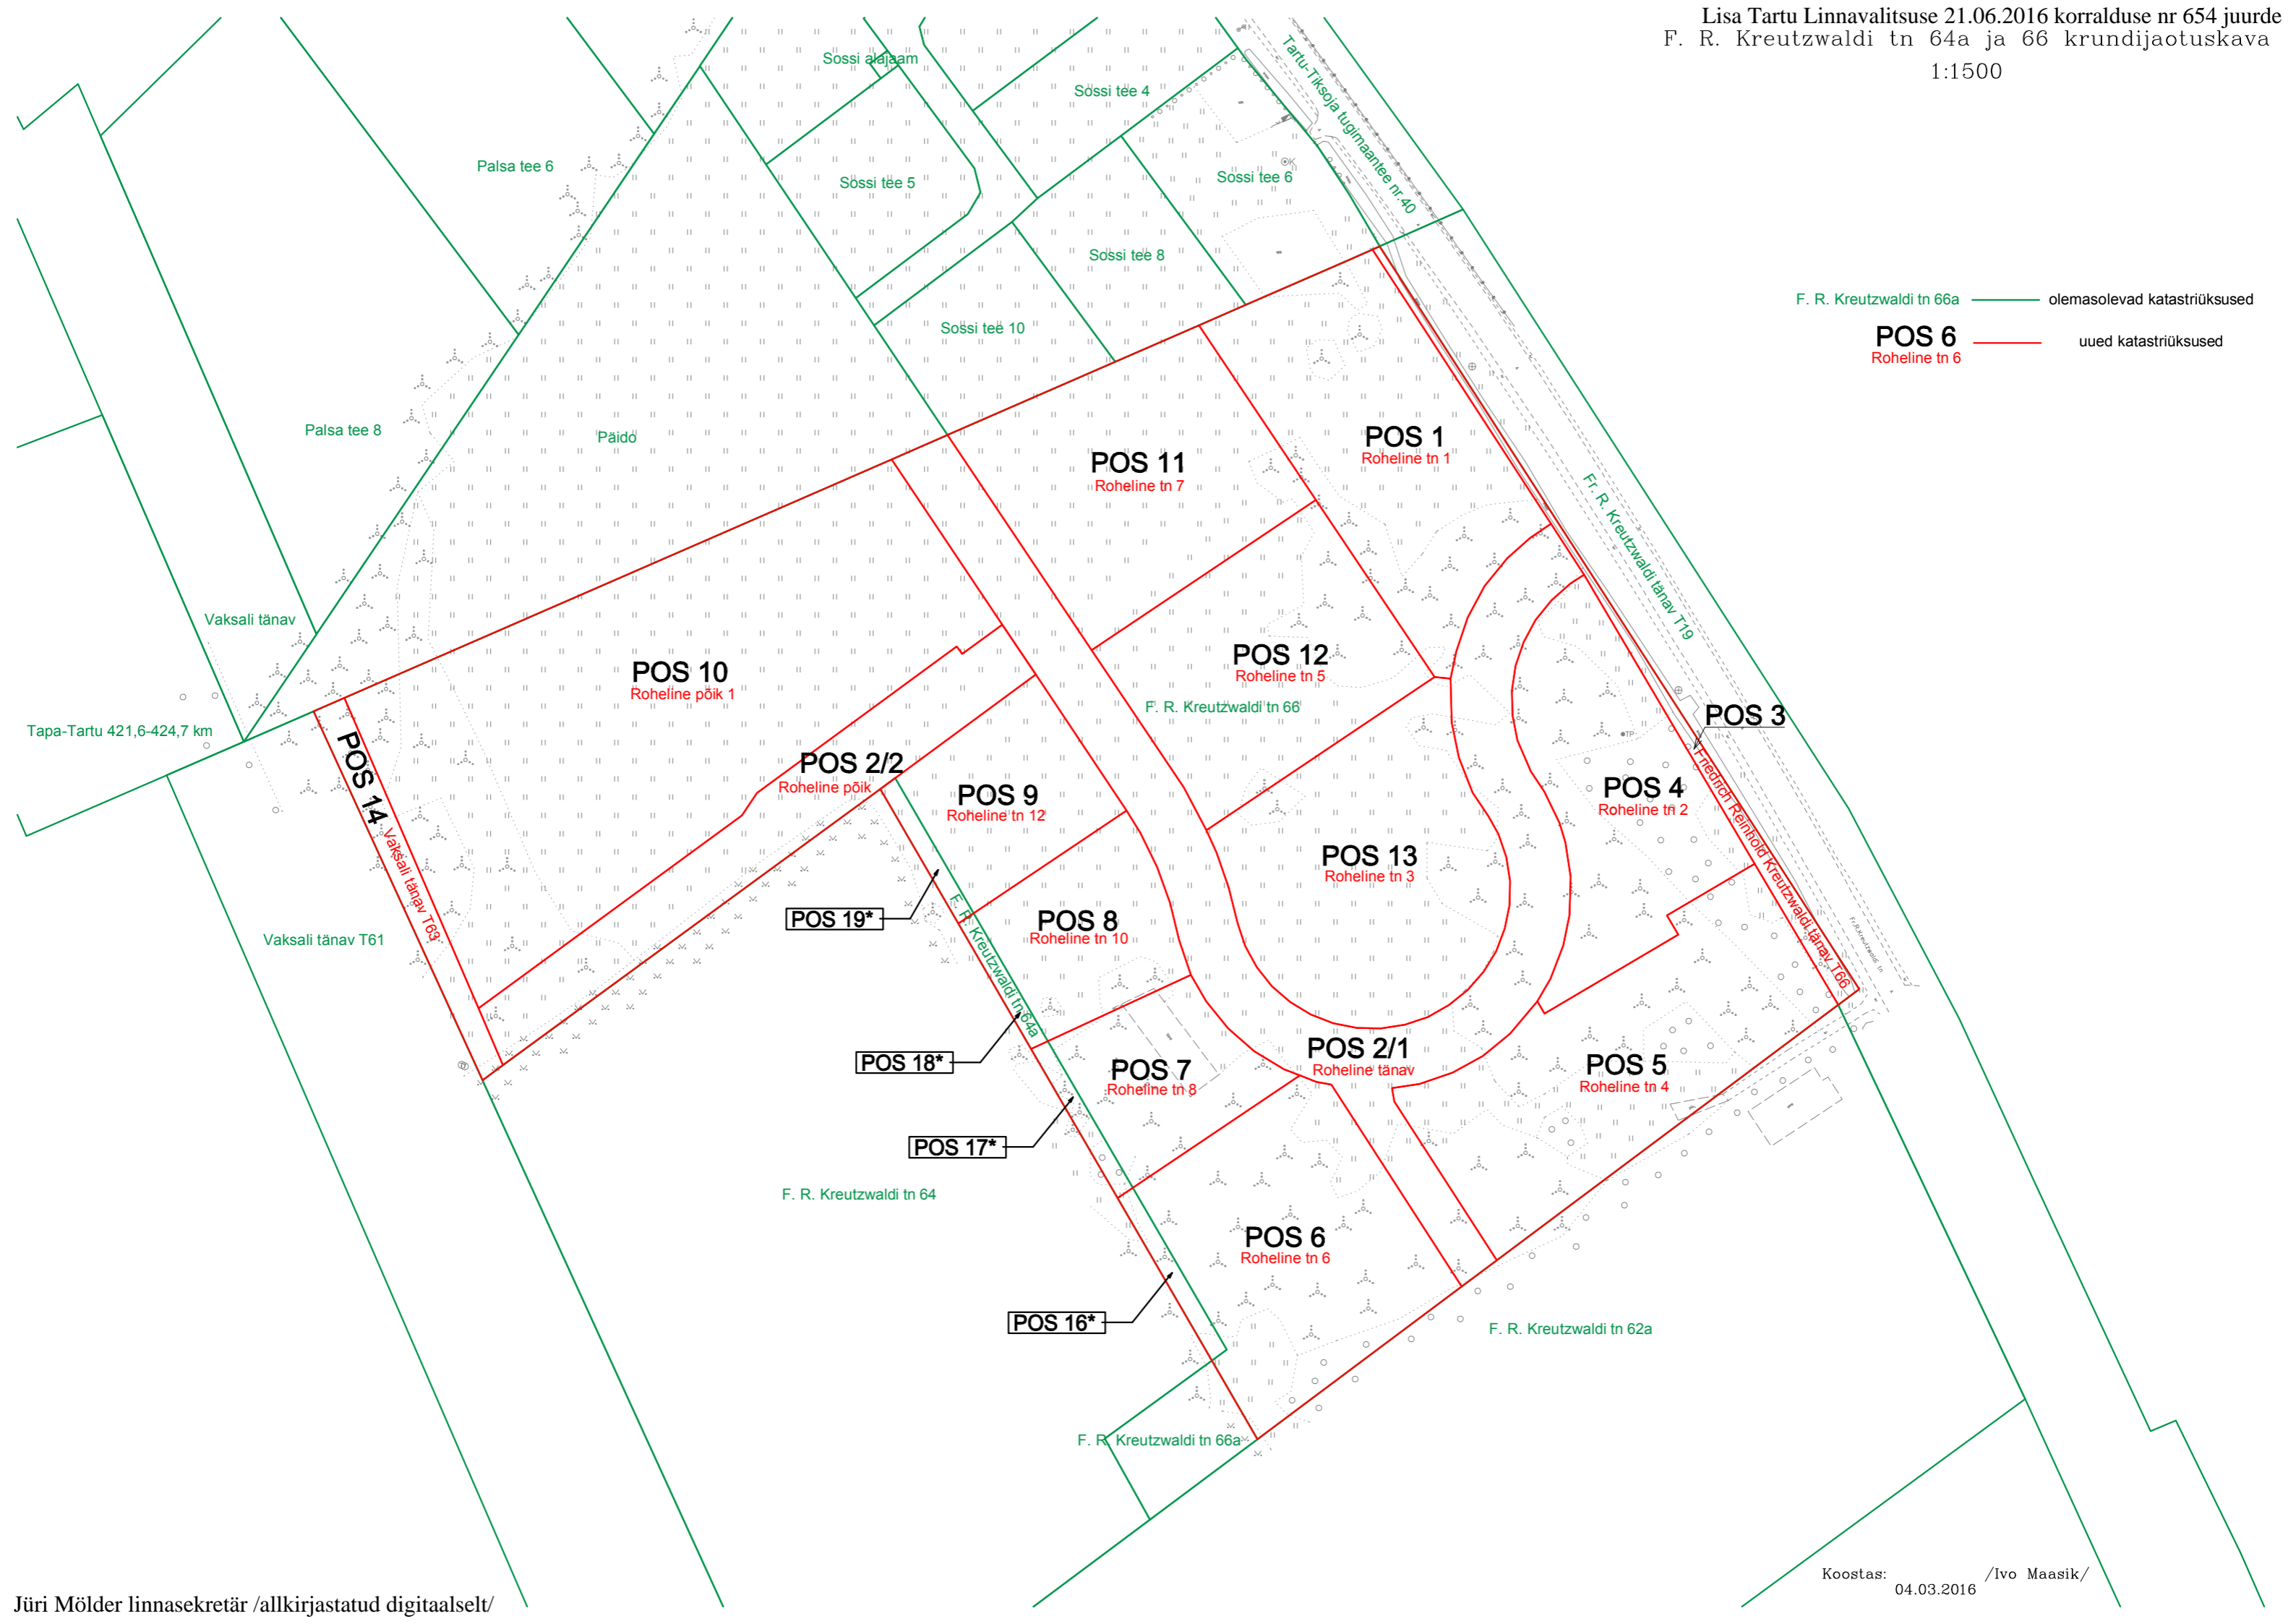 Lisa Tartu Linnavalitsuse 21.06.2016 korralduse nr 654 juurde
F. R. Kreutzwaldi tn 64a ja 66 krundijaotuskava
1:1500
Sossi alajaam
Sossi tee 4
Tartu-Tiksoja tugimaantee nr.40
Palsa tee 6
Sossi tee 5
Sossi tee 6
Sossi tee 8
F. R. Kreutzwaldi tn 66a
olemasolevad katastriüksused
Sossi tee 10
POS 6
Roheline tn 6
uued katastriüksused
Palsa tee 8
Päido
POS 1
Roheline tn 1
POS 11
Roheline tn 7
Fr. R. Kreutzwaldi tänav T19
Vaksali tänav
POS 10
Roheline põik 1
POS 12
Roheline tn 5
F. R. Kreutzwaldi tn 66
POS 3
Tapa-Tartu 421,6-424,7 km
POS 14
Vaksali tänav T63
POS 2/2
Roheline põik
TP
POS 4
Roheline tn 2
Friedrich Reinhold Kreutzwaldi tänav T66
POS 9
Roheline tn 12
POS 13
Roheline tn 3
POS 19*
F. R. Kreutzwaldi tn 64a
POS 8
Roheline tn 10
Fr.R.Kreutzwaldi tn
Vaksali tänav T61
POS 18*
POS 7
Roheline tn 8
POS 2/1
Roheline tänav
POS 5
Roheline tn 4
POS 17*
F. R. Kreutzwaldi tn 64
POS 6
Roheline tn 6
POS 16*
F. R. Kreutzwaldi tn 62a
F. R. Kreutzwaldi tn 66a
Koostas: /Ivo Maasik/
04.03.2016
Jüri Mölder linnasekretär /allkirjastatud digitaalselt/